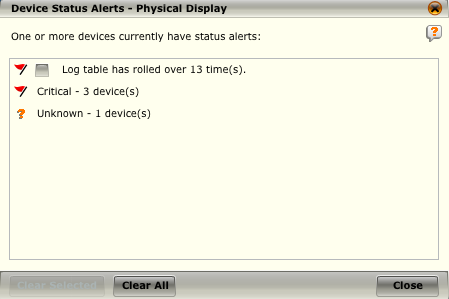 Device Status Alerts - Physical Display
One or more devices currently have status alerts:
Log table has rolled over 13 time(s).
Critical - 3 device(s)
Unknown - 1 device(s)
Clear Selected
Clear All
Close